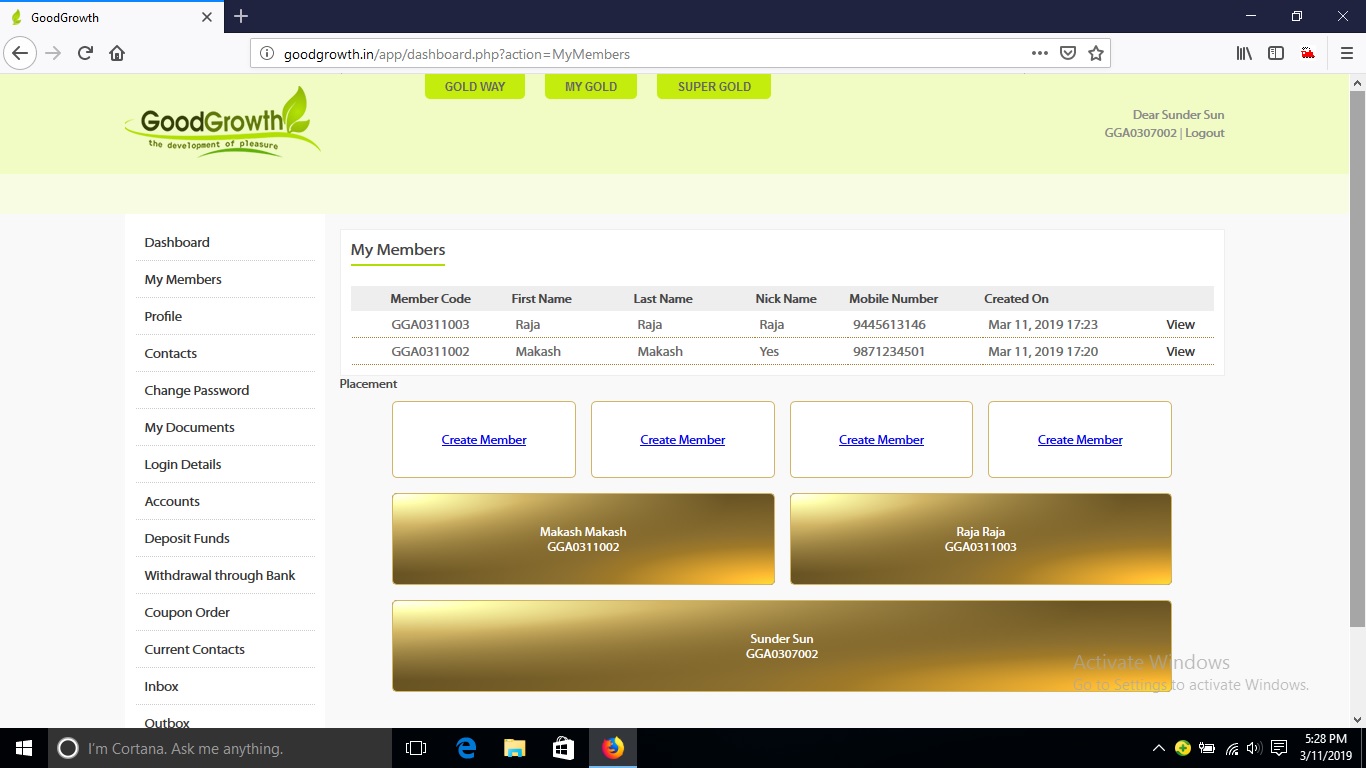 GoodGrowth
goodgrowth.in/app/dashboard.php?action=MyMembers
GOLD WAY
MY GOLD
SUPER GOLD
GoodGrowth
the development of pleasure
Dear Sunder Sun
GGA0307002 | Logout
Dashboard
My Members
Profile
Contacts
Change Password
My Documents
Login Details
Accounts
Deposit Funds
Withdrawal through Bank
Coupon Order
Current Contacts
Inbox
Outbox
My Members
Member Code First Name Last Name Nick Name Mobile Number Created On
GGA0311003 Raja Raja Raja 9445613146 Mar 11, 2019 17:23 View
GGA0311002 Makash Makash Yes 9871234501 Mar 11, 2019 17:20 View
Placement
Create Member Create Member Create Member Create Member
Makash Makash
GGA0311002
Raja Raja
GGA0311003
Sunder Sun
GGA0307002
Activate Windows
Go to Settings to activate Windows.
I'm Cortana. Ask me anything.
5:28 PM
3/11/2019